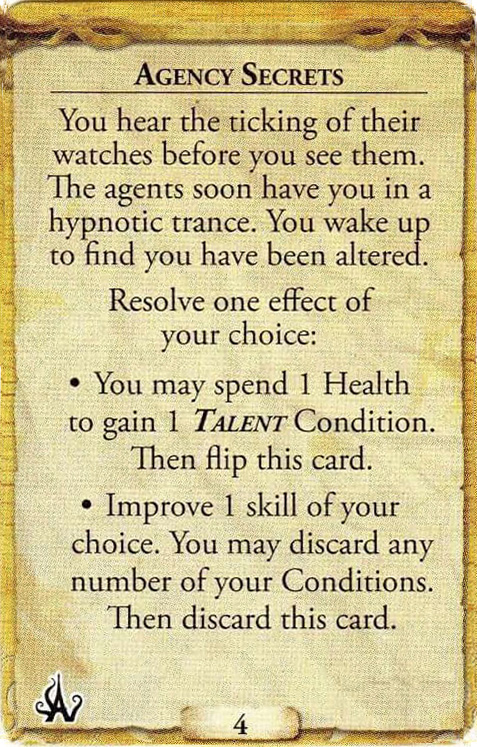 AGENCY SECRETS
You hear the ticking of their
watches before you see them.
The agents soon have you in a
hypnotic trance. You wake up
to find you have been altered.
Resolve one effect of
your choice:
• You may spend 1 Health
to gain 1 TALENT Condition.
Then flip this card.
• Improve 1 skill of your
choice. You may discard any
number of your Conditions.
Then discard this card.
4